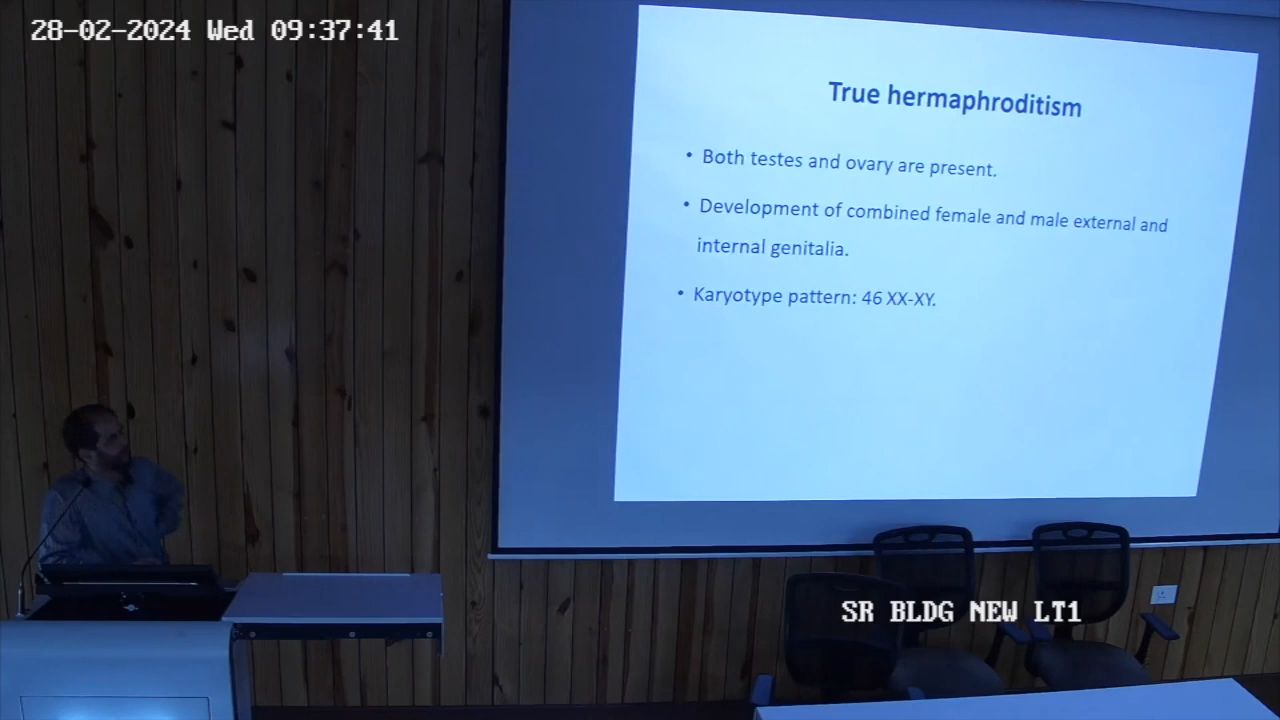 28-02-2024 Wed 09:37:41
True hermaphroditism
• Both testes and ovary are present.
• Development of combined female and male external and
internal genitalia.
• Karyotype pattern: 46 XX-XY.
SR BLDG NEW LT1